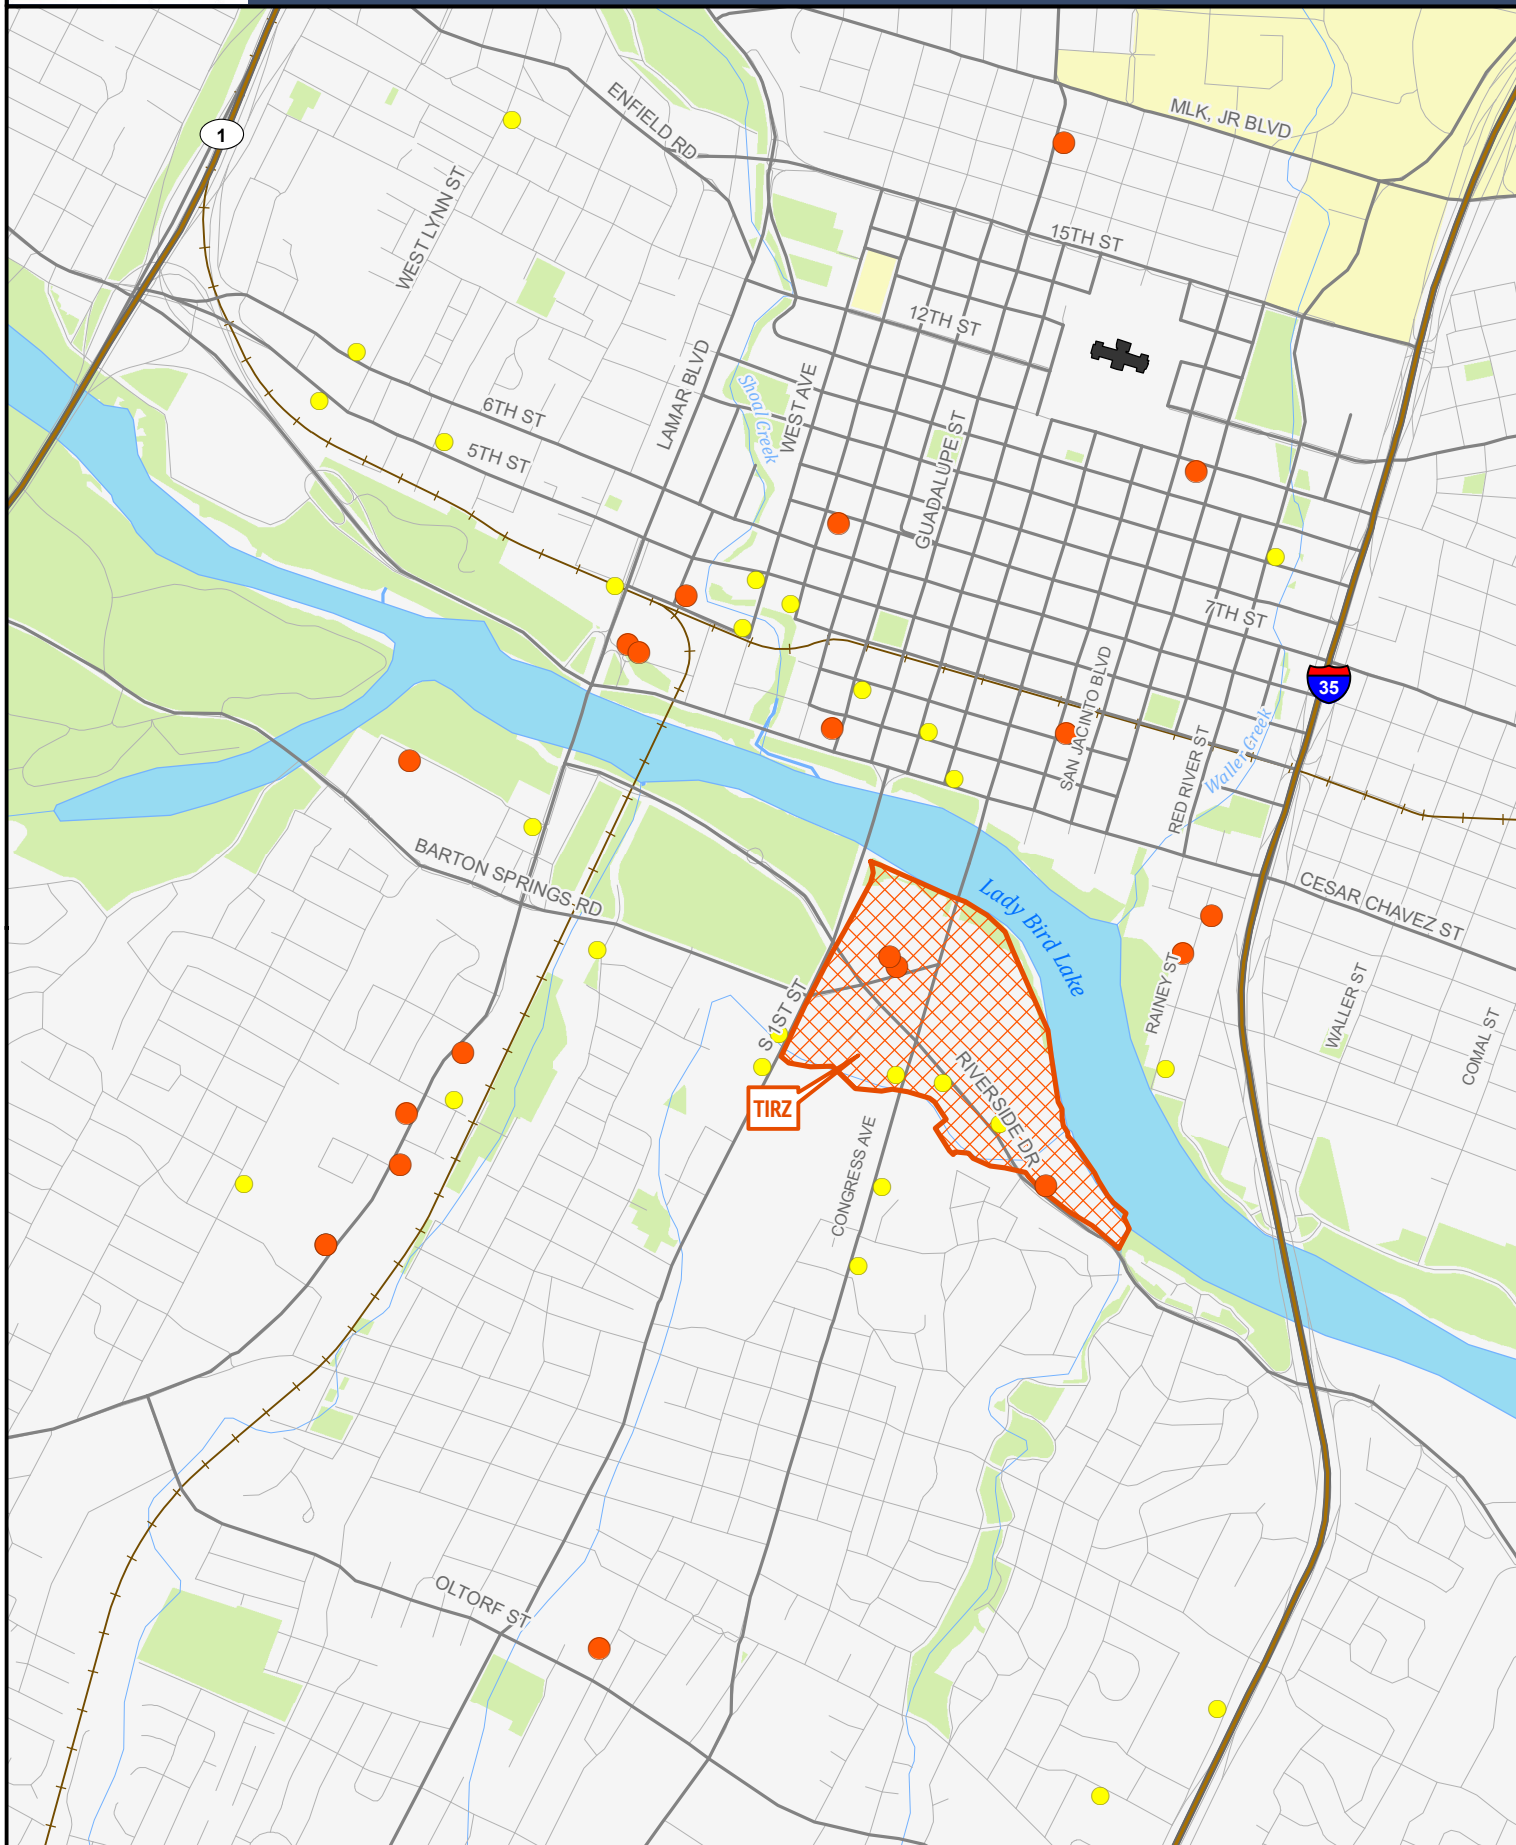 ENFIELD RD
MLK, JR BLVD
1
WEST LYNN ST
15TH ST
12TH ST
LAMAR BLVD
Shoal Creek
WEST AVE
6TH ST
GUADALUPE ST
5TH ST
7TH ST
35
SAN JACINTO BLVD
Waller Creek
RED RIVER ST
BARTON SPRINGS RD
CESAR CHAVEZ ST
Lady Bird Lake
RAINEY ST
WALLER ST
S 1ST ST
COMAL ST
TIRZ
RIVERSIDE DR
CONGRESS AVE
OLTORF ST